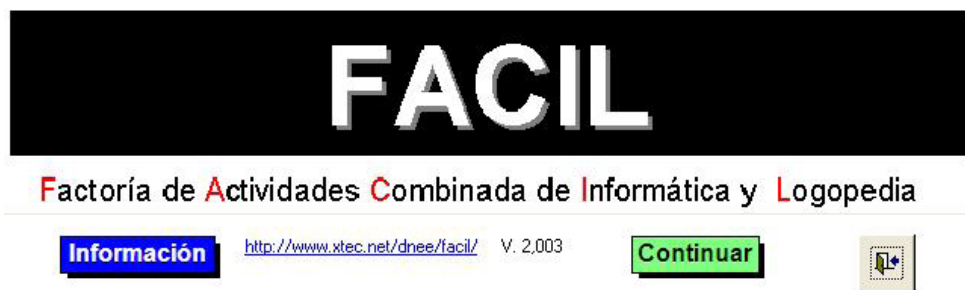 FACIL
Factoría de Actividades Combinada de Informática y Logopedia
Información http://www.xtec.net/dnee/facil/ V. 2,003 Continuar